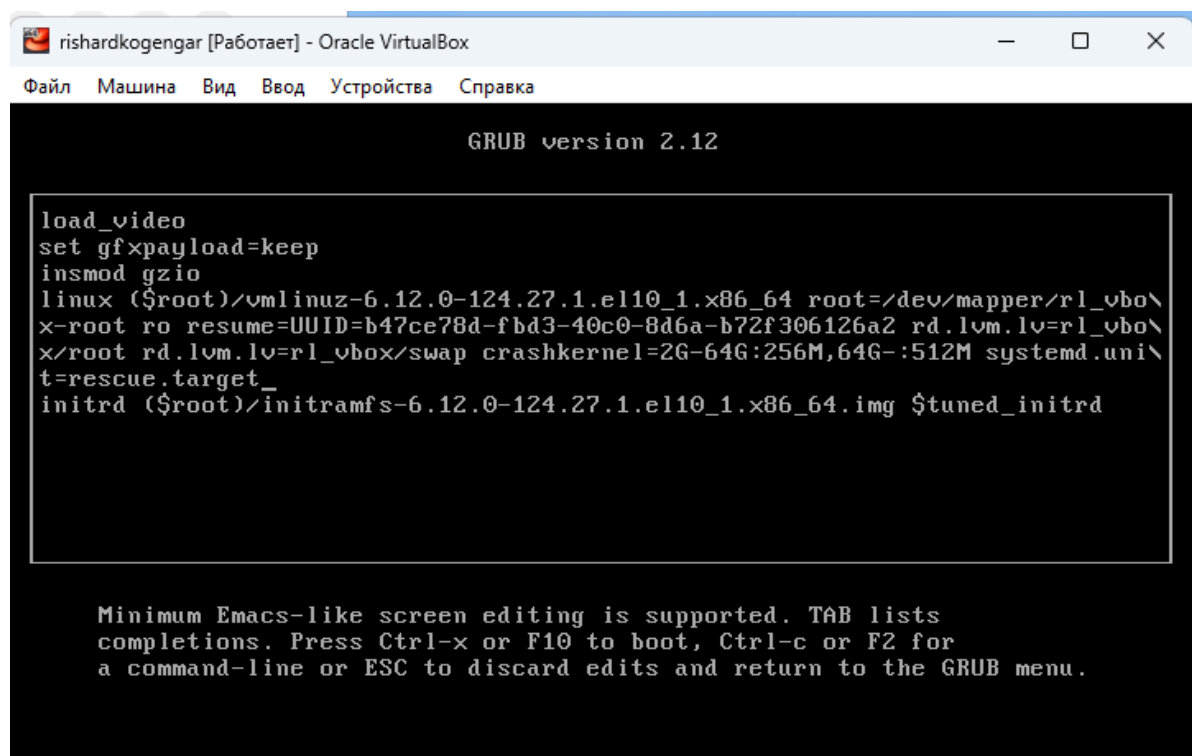 rishardkogengar [Работает] - Oracle VirtualBox
Файл Машина Вид Ввод Устройства Справка
GRUB version 2.12
load_video
set gfxpayload=keep
insmod gzio
linux ($root)/vmlinuz-6.12.0-124.27.1.el10_1.x86_64 root=/dev/mapper/rl_vbo\
x-root ro resume=UUID=b47ce78d-fbd3-40c0-8d6a-b72f306126a2 rd.lvm.lv=rl_vbo\
x/root rd.lvm.lv=rl_vbox/swap crashkernel=2G-64G:256M,64G-:512M systemd.uni\
t=rescue.target_
initrd ($root)/initramfs-6.12.0-124.27.1.el10_1.x86_64.img $tuned_initrd
Minimum Emacs-like screen editing is supported. TAB lists
completions. Press Ctrl-x or F10 to boot, Ctrl-c or F2 for
a command-line or ESC to discard edits and return to the GRUB menu.